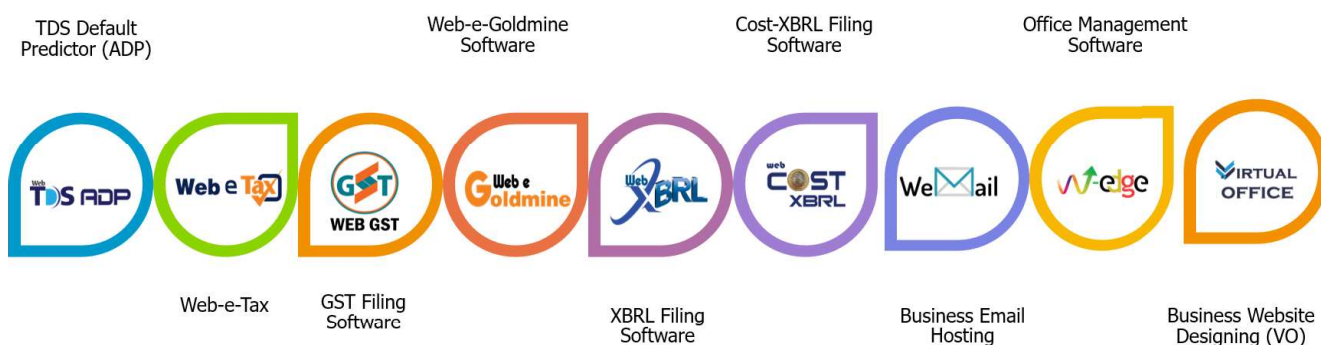 TDS Default
Predictor (ADP)
Web-e-Goldmine
Software
Cost-XBRL Filing
Software
Office Management
Software
Web
TDS ADP
Web e Tax
GST
WEB GST
Web e
Goldmine
Web
XBRL
web
COST
XBRL
WeMail
W-edge
VIRTUAL
OFFICE
Web-e-Tax
GST Filing
Software
XBRL Filing
Software
Business Email
Hosting
Business Website
Designing (VO)